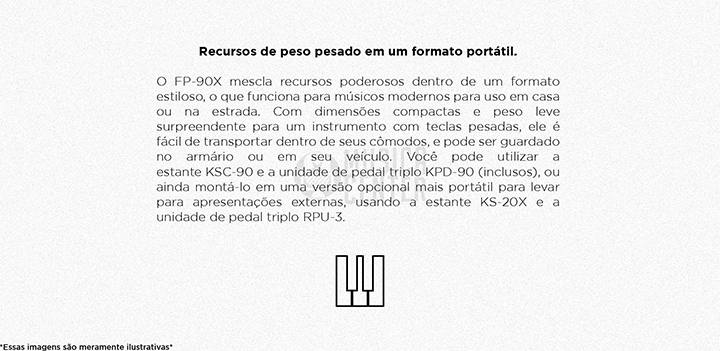 Recursos de peso pesado em um formato portátil.
O FP-90X mescla recursos poderosos dentro de um formato
estiloso, o que funciona para músicos modernos para uso em casa
ou na estrada. Com dimensões compactas e peso leve
surpreendente para um instrumento com teclas pesadas, ele é
fácil de transportar dentro de seus cômodos, e pode ser guardado
no armário ou em seu veículo. Você pode utilizar a
estante KSC-90 e a unidade de pedal triplo KPD-90 (inclusos), ou
ainda montá-lo em uma versão opcional mais portátil para levar
para apresentações externas, usando a estante KS-20X e a
unidade de pedal triplo RPU-3.
MUSICAL
CENTER
*Essas imagens são meramente ilustrativas*